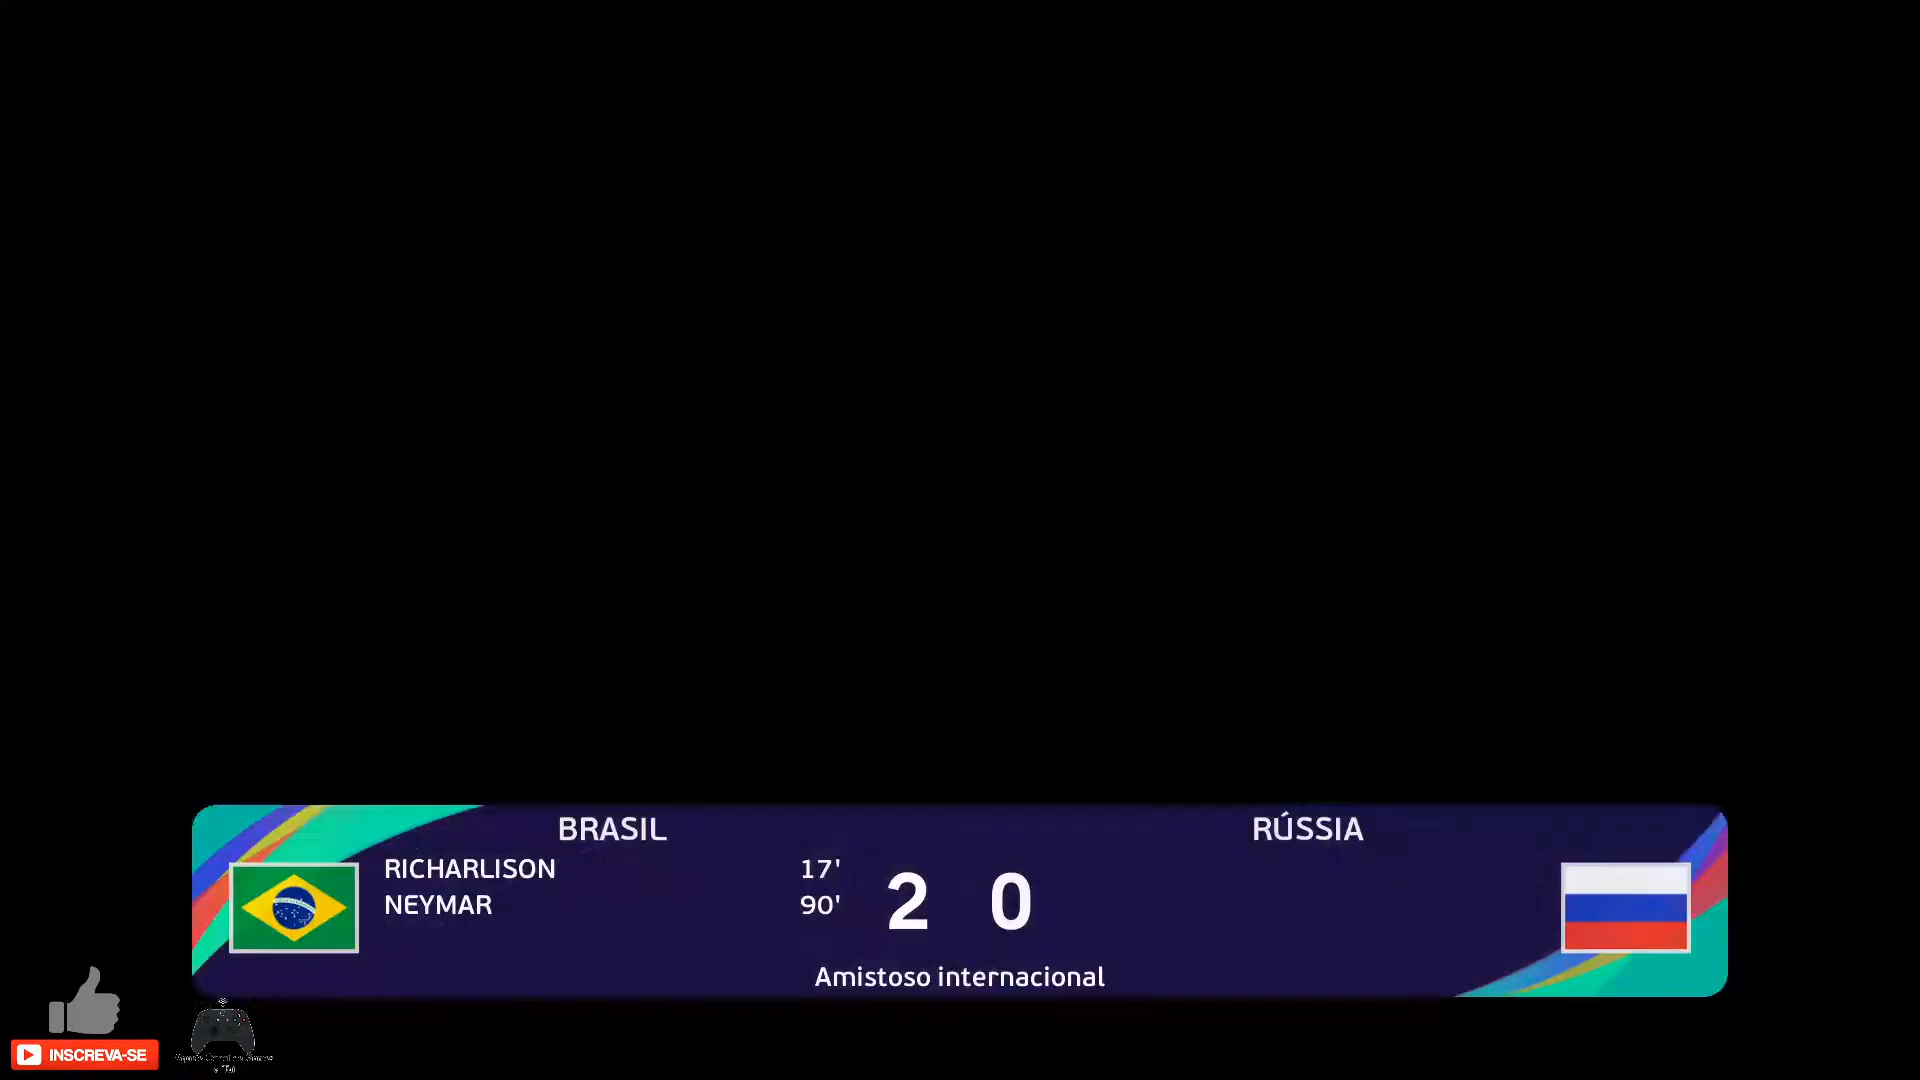 BRASIL
RÚSSIA
RICHARLISON 17'
NEYMAR 90'
2 0
Amistoso internacional
INSCREVA-SE